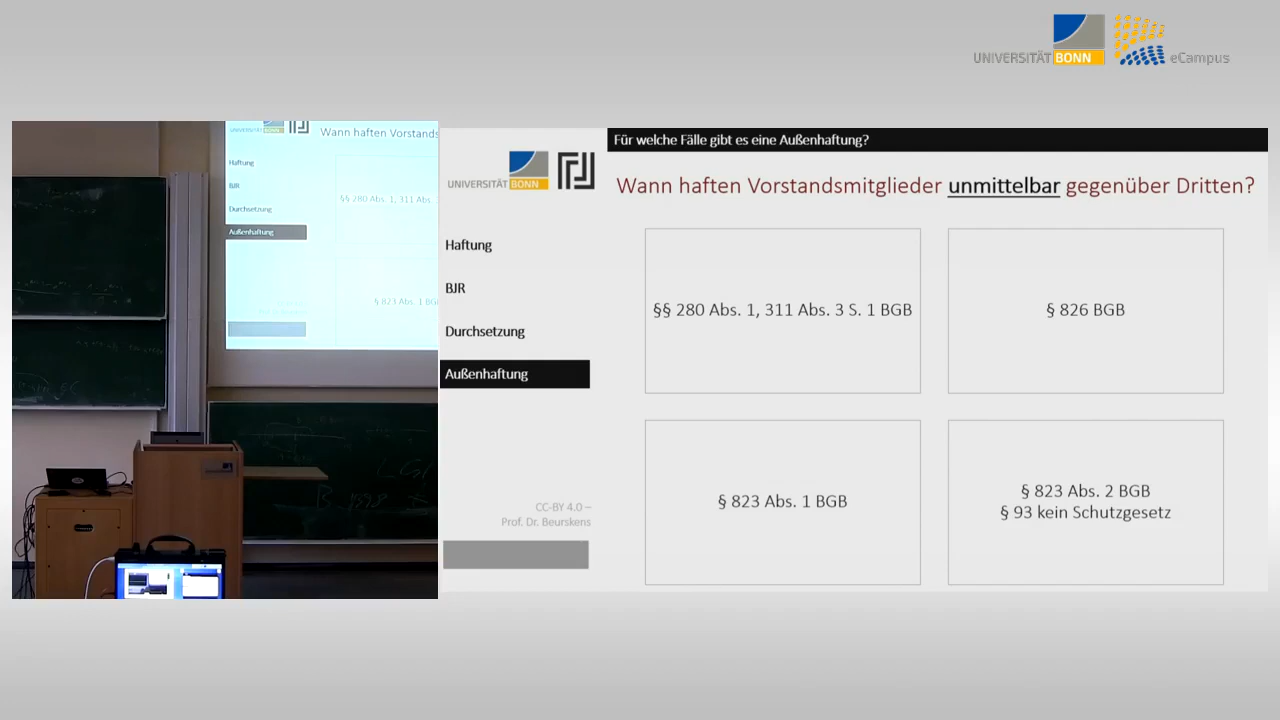 UNIVERSITÄT BONN
eCampus
Wann haften Vorstands
Haftung
BJR
Durchsetzung
Außenhaftung
§§ 280 Abs. 1, 311 Abs. 3
§ 823 Abs. 1 BG
Für welche Fälle gibt es eine Außenhaftung?
UNIVERSITÄT BONN
Wann haften Vorstandsmitglieder unmittelbar gegenüber Dritten?
Haftung
BJR
Durchsetzung
Außenhaftung
§§ 280 Abs. 1, 311 Abs. 3 S. 1 BGB
§ 826 BGB
§ 823 Abs. 1 BGB
§ 823 Abs. 2 BGB
§ 93 kein Schutzgesetz
CC-BY 4.0 –
Prof. Dr. Beurskens